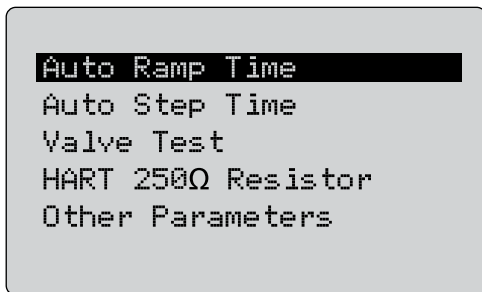 Auto Ramp Time
Auto Step Time
Valve Test
HART 250Ω Resistor
Other Parameters